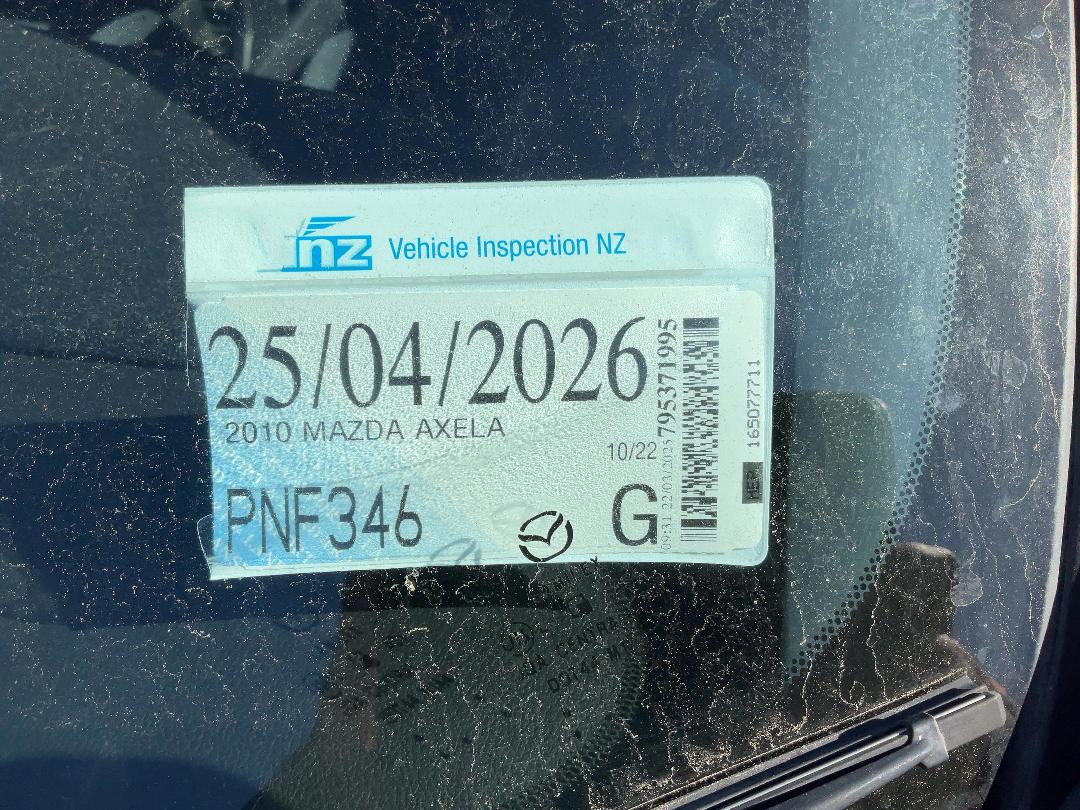 nz Vehicle Inspection NZ
25/04/2026
2010 MAZDA AXELA
10/22
PNF346
G
795371995
165077711